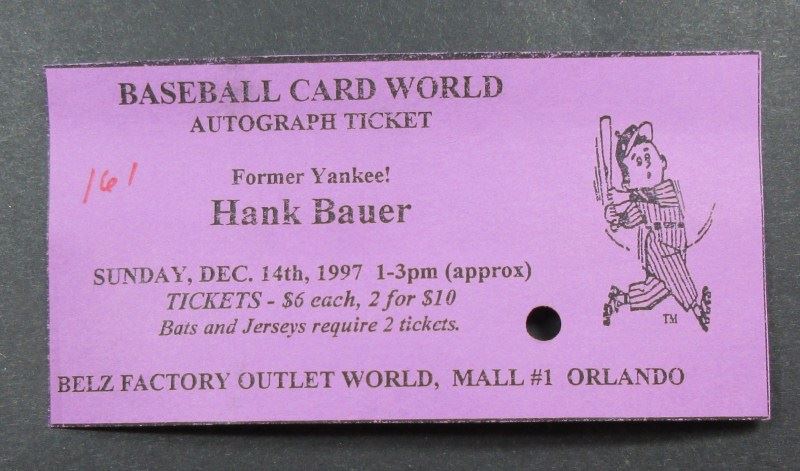 BASEBALL CARD WORLD
AUTOGRAPH TICKET
161
Former Yankee!
Hank Bauer
SUNDAY, DEC. 14th, 1997 1-3pm (approx)
TICKETS - $6 each, 2 for $10
Bats and Jerseys require 2 tickets.
TM
BELZ FACTORY OUTLET WORLD, MALL #1 ORLANDO